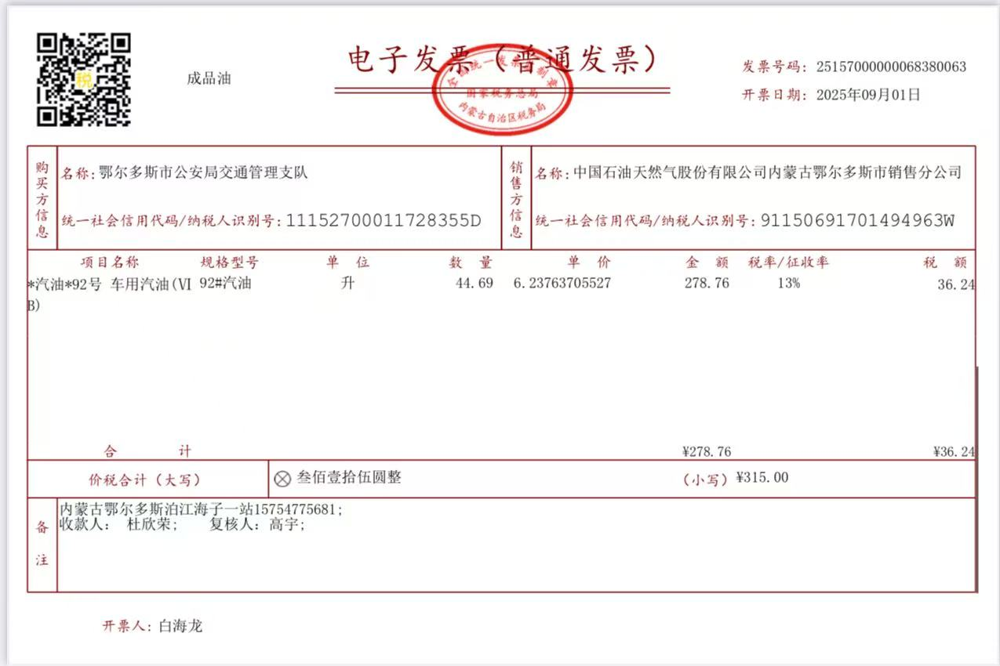 税
成品油
电子发票（普通发票）
全国统一发票监制章
国家税务总局
内蒙古自治区税务局
发票号码：25157000000068380063
开票日期：2025年09月01日
购买方信息
名称：鄂尔多斯市公安局交通管理支队
统一社会信用代码/纳税人识别号：11152700011728355D
销售方信息
名称：中国石油天然气股份有限公司内蒙古鄂尔多斯市销售分公司
统一社会信用代码/纳税人识别号：91150691701494963W
项目名称 规格型号 单位 数量 单价 金额 税率/征收率 税额
*汽油*92号 车用汽油(VI 92#汽油 升 44.69 6.23763705527 278.76 13% 36.24
B)
合计 ¥278.76 ¥36.24
价税合计（大写） ⊗叁佰壹拾伍圆整 （小写）¥315.00
备注
内蒙古鄂尔多斯泊江海子一站15754775681;
收款人： 杜欣荣; 复核人：高宇;
开票人：白海龙